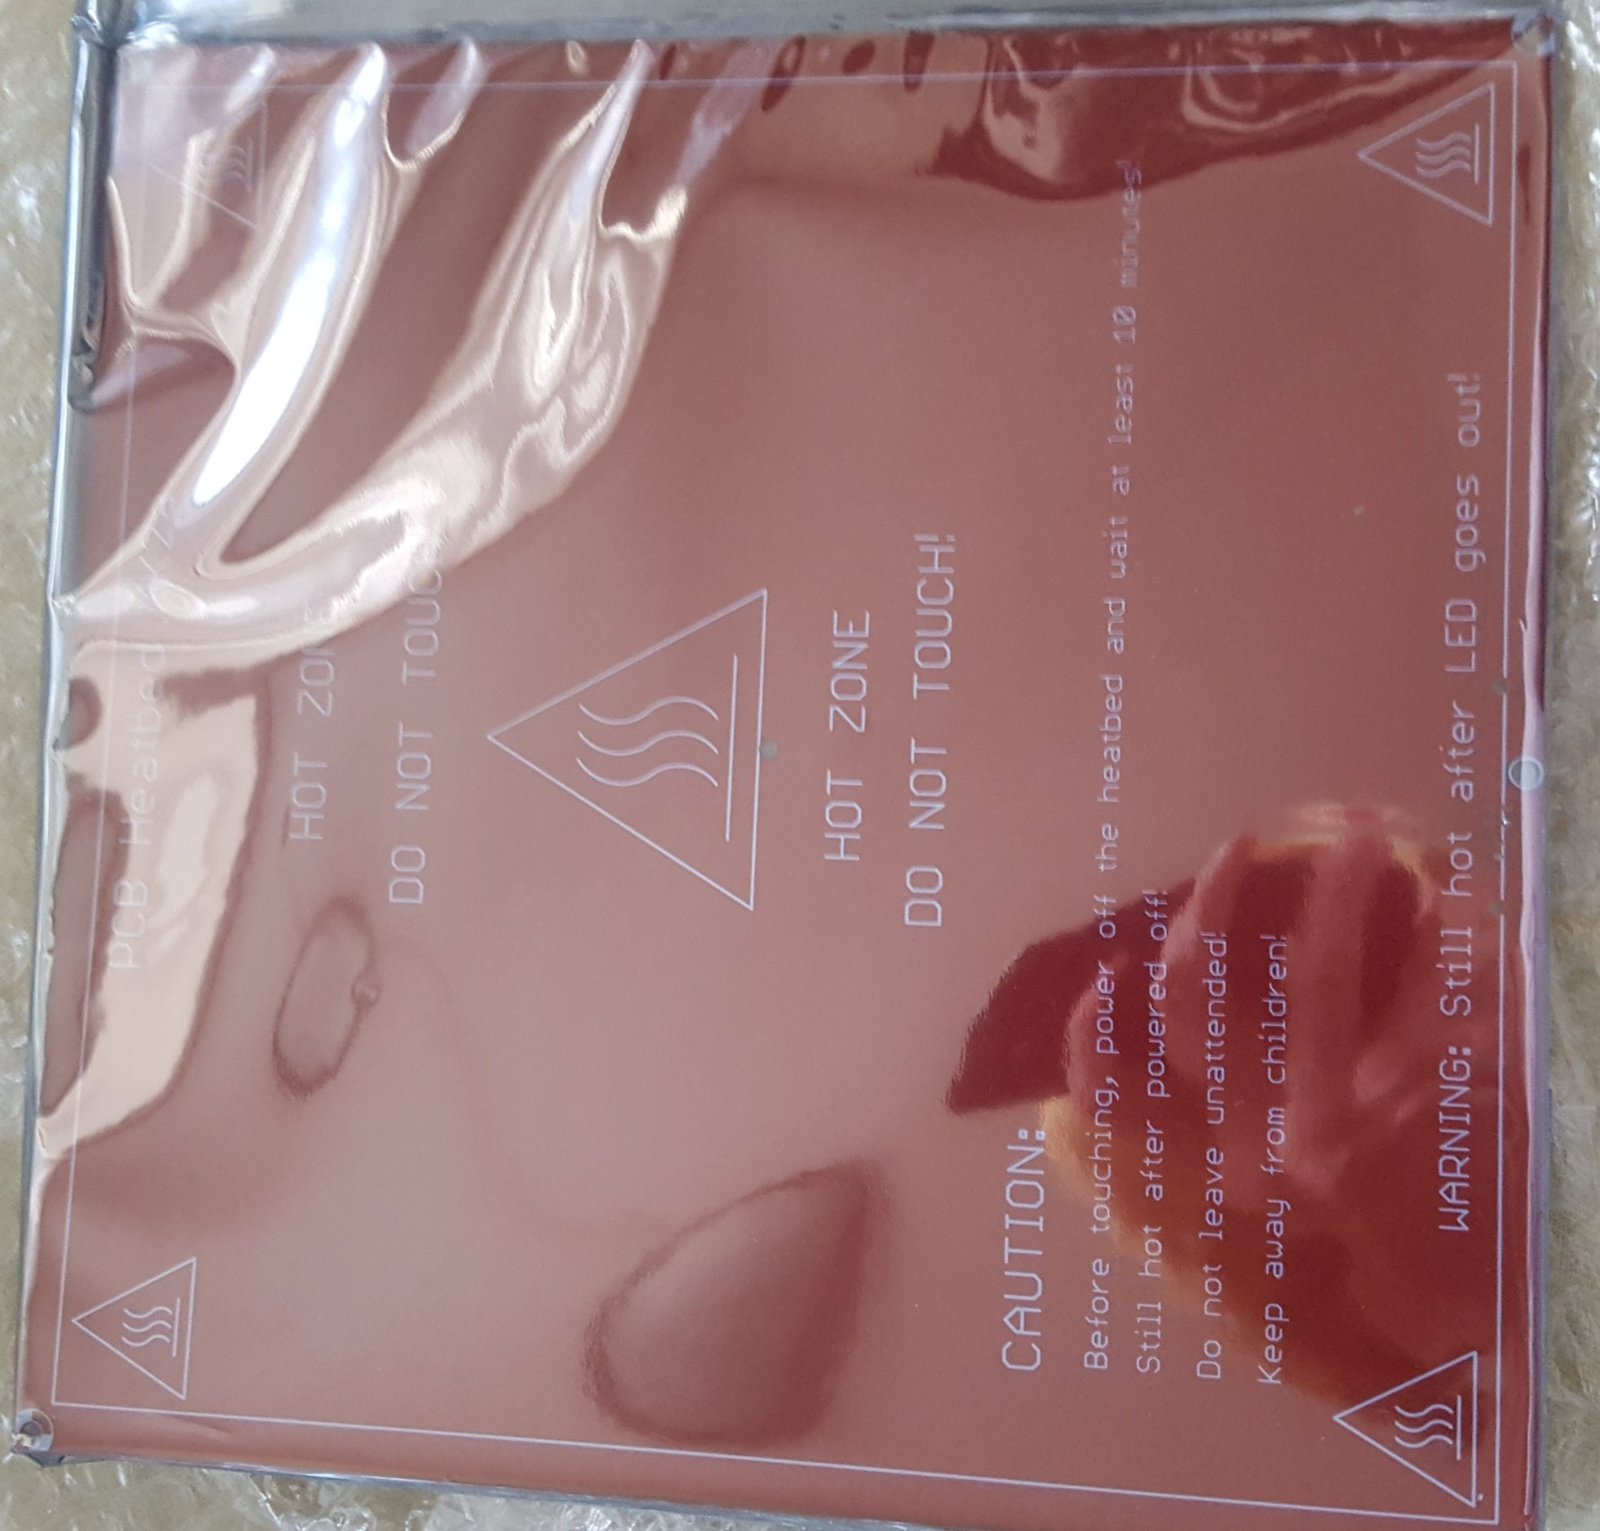 PCB Heatbed
HOT ZONE
DO NOT TOUCH
HOT ZONE
DO NOT TOUCH!
CAUTION:
Before touching, power off the heatbed and wait at least 10 minutes!
Still hot after powered off!
Do not leave unattended!
Keep away from children!
WARNING: Still hot after LED goes out!